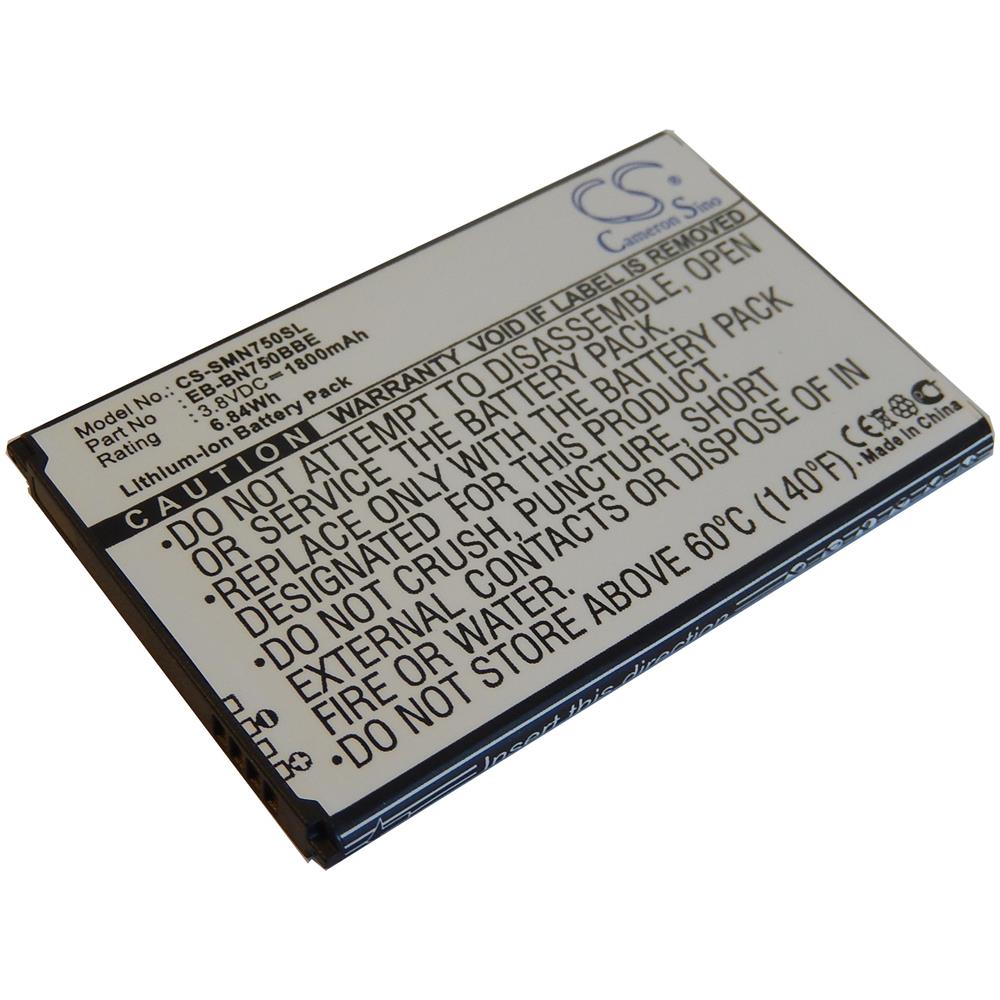 CS®
Cameron Sino
Model No.: CS-SMN750SL
Part No : EB-BN750BBE
Rating : 3.8VDC 1800mAh
6.84Wh
Lithium-Ion Battery Pack
CAUTION WARRANTY VOID IF LABEL IS REMOVED
•DO NOT ATTEMPT TO DISASSEMBLE, OPEN
OR SERVICE THE BATTERY PACK
•REPLACE ONLY WITH THE BATTERY PACK
DESIGNATED FOR THIS EQUIPMENT.
•DO NOT CRUSH, PUNCTURE, SHORT
EXTERNAL CONTACTS OR DISPOSE IN
FIRE OR WATER.
•DO NOT STORE ABOVE 60°C (140°F)
CE
Made in China
Insert this direction